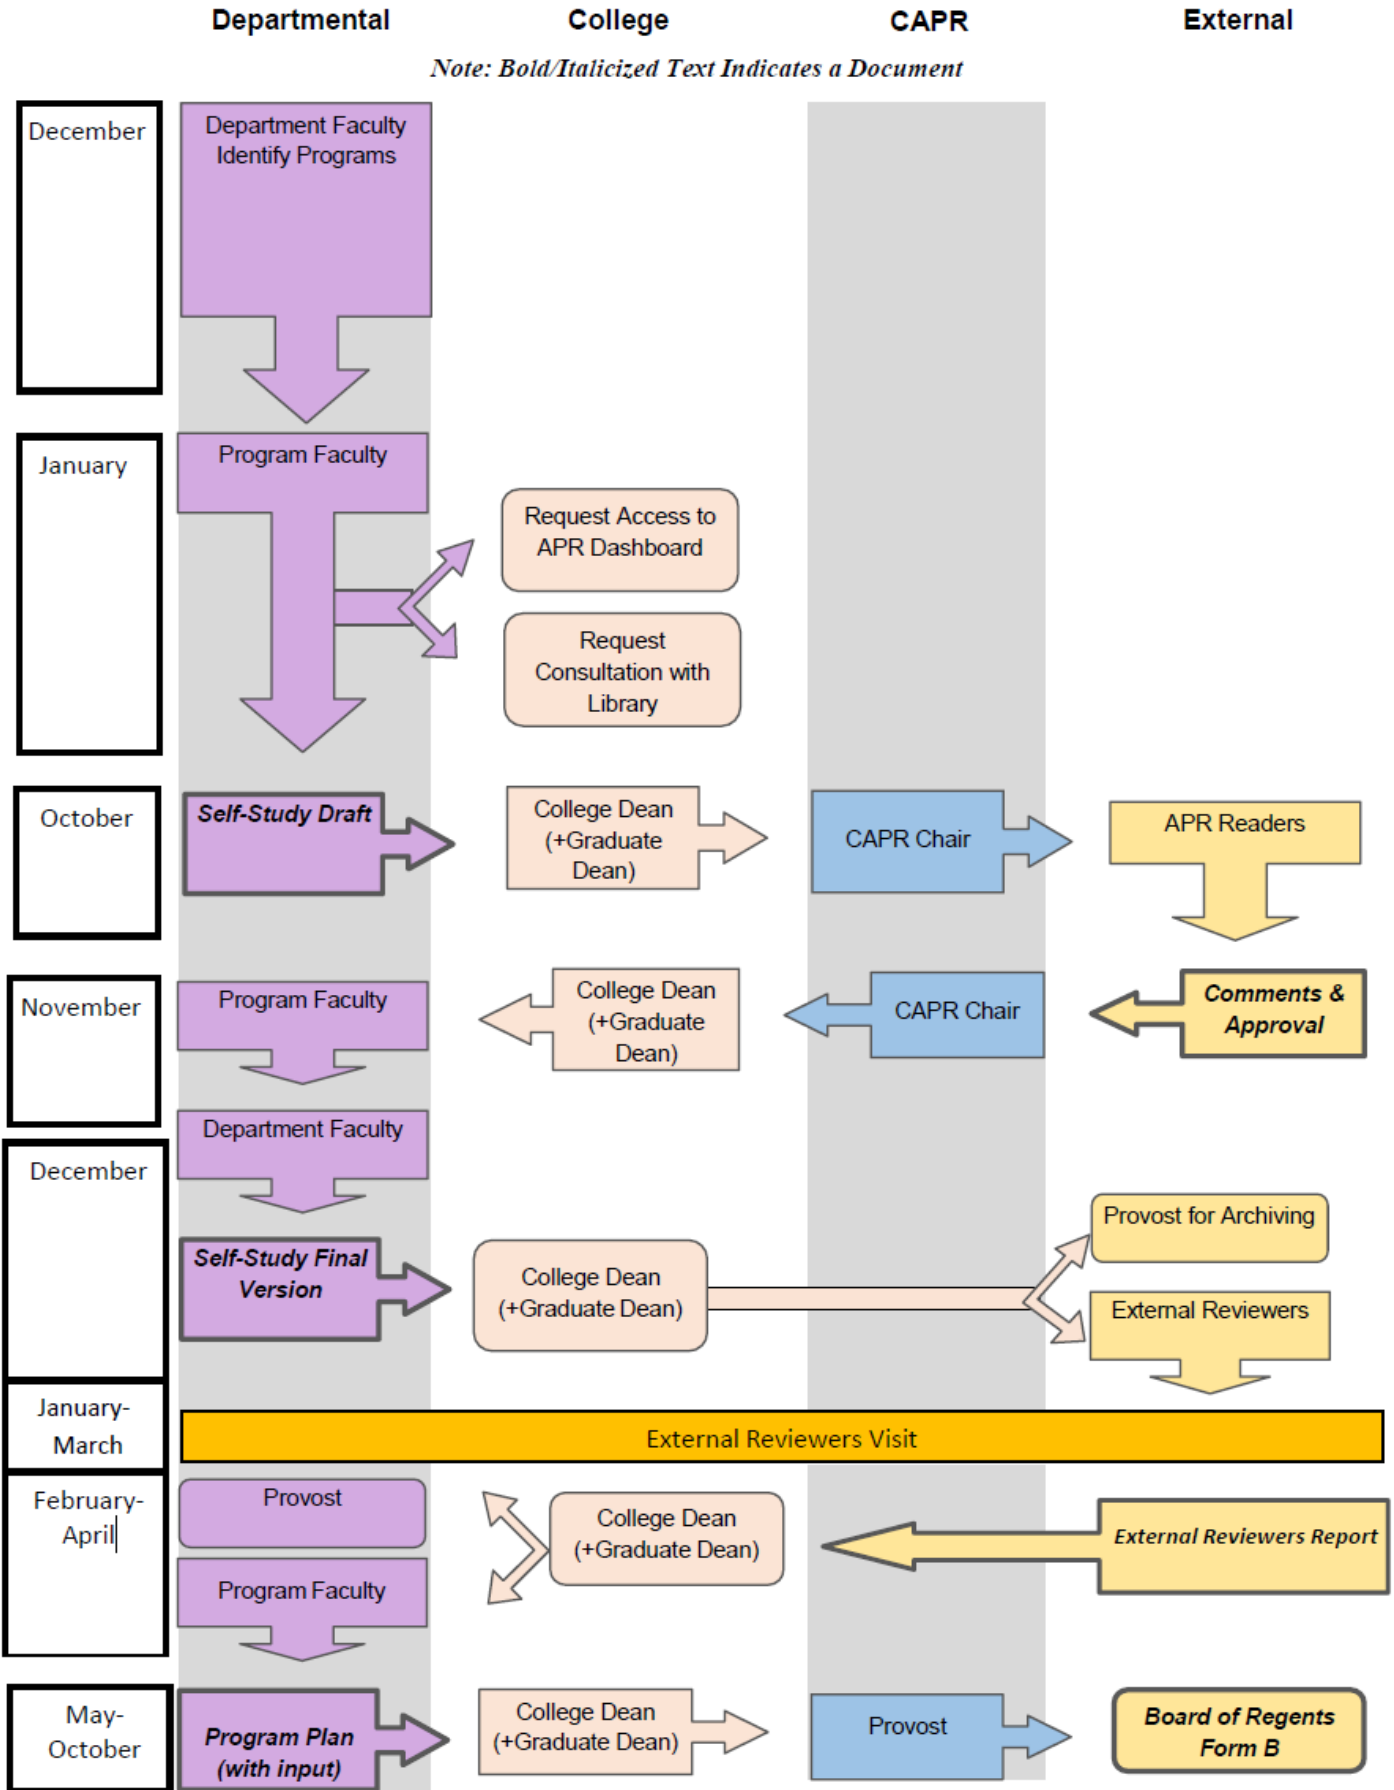 Departmental
College
CAPR
External
Note: Bold/Italicized Text Indicates a Document
December
Department Faculty
Identify Programs
January
Program Faculty
Request Access to
APR Dashboard
Request
Consultation with
Library
October
Self-Study Draft
College Dean
(+Graduate
Dean)
CAPR Chair
APR Readers
November
Program Faculty
College Dean
(+Graduate
Dean)
CAPR Chair
Comments &
Approval
Department Faculty
December
Self-Study Final
Version
College Dean
(+Graduate Dean)
Provost for Archiving
External Reviewers
January-
March
External Reviewers Visit
February-
April
Provost
College Dean
(+Graduate Dean)
External Reviewers Report
Program Faculty
May-
October
Program Plan
(with input)
College Dean
(+Graduate Dean)
Provost
Board of Regents
Form B